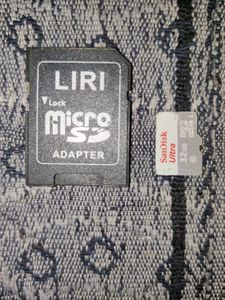 LIRI
Lock
micro
SD
ADAPTER
SanDisk
Ultra
32GB